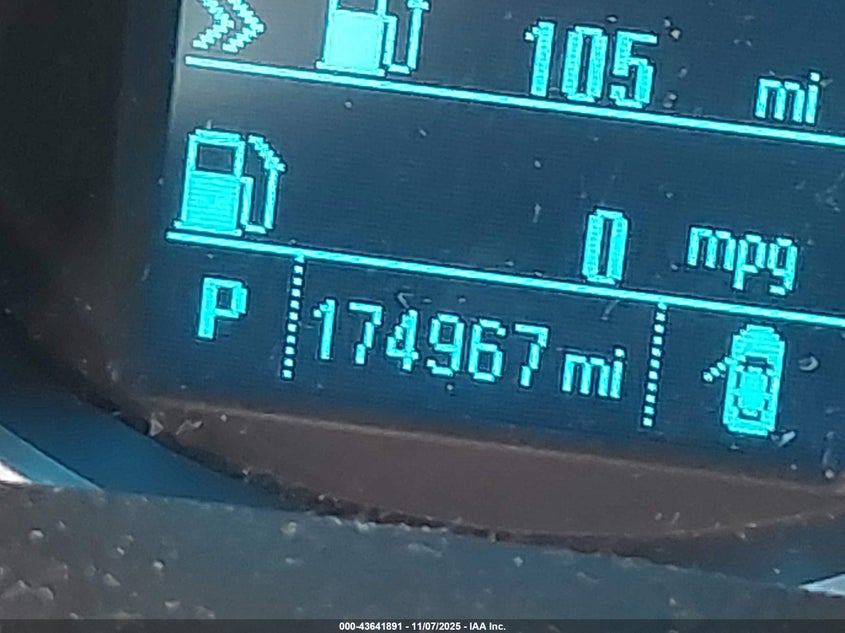 105 mi
0 mpg
P 174967 mi
000-43641891 - 11/07/2025 - IAA Inc.